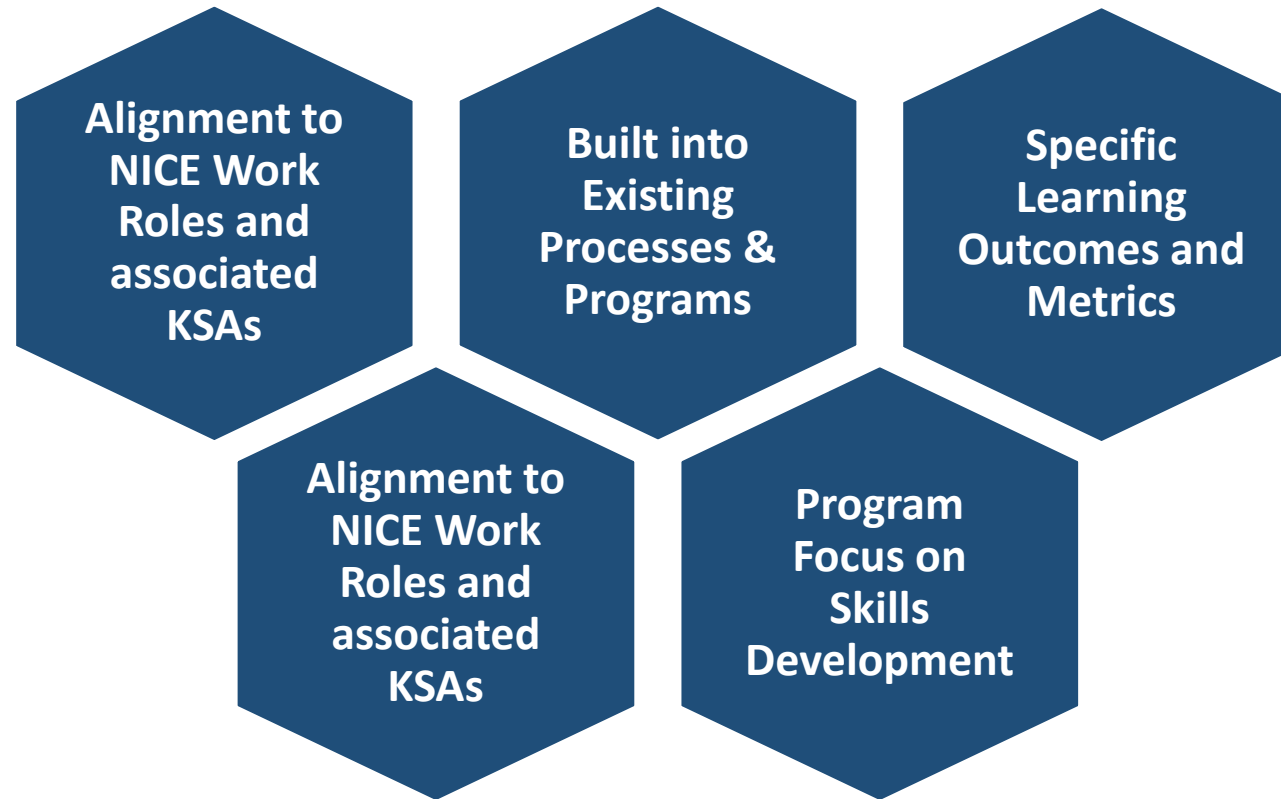 Alignment to
NICE Work
Roles and
associated
KSAs
Built into
Existing
Processes &
Programs
Specific
Learning
Outcomes and
Metrics
Alignment to
NICE Work
Roles and
associated
KSAs
Program
Focus on
Skills
Development